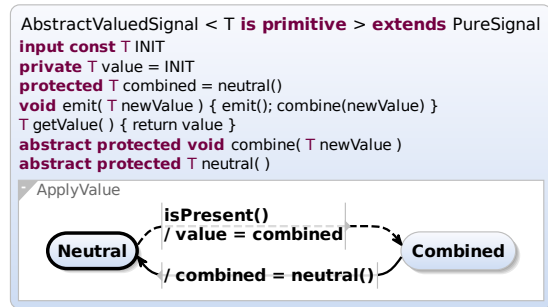 AbstractValuedSignal < T is primitive > extends PureSignal
input const T INIT
private T value = INIT
protected T combined = neutral()
void emit( T newValue ) { emit(); combine(newValue) }
T getValue( ) { return value }
abstract protected void combine( T newValue )
abstract protected T neutral( )
- ApplyValue
isPresent()
/ value = combined
Neutral
Combined
/ combined = neutral()